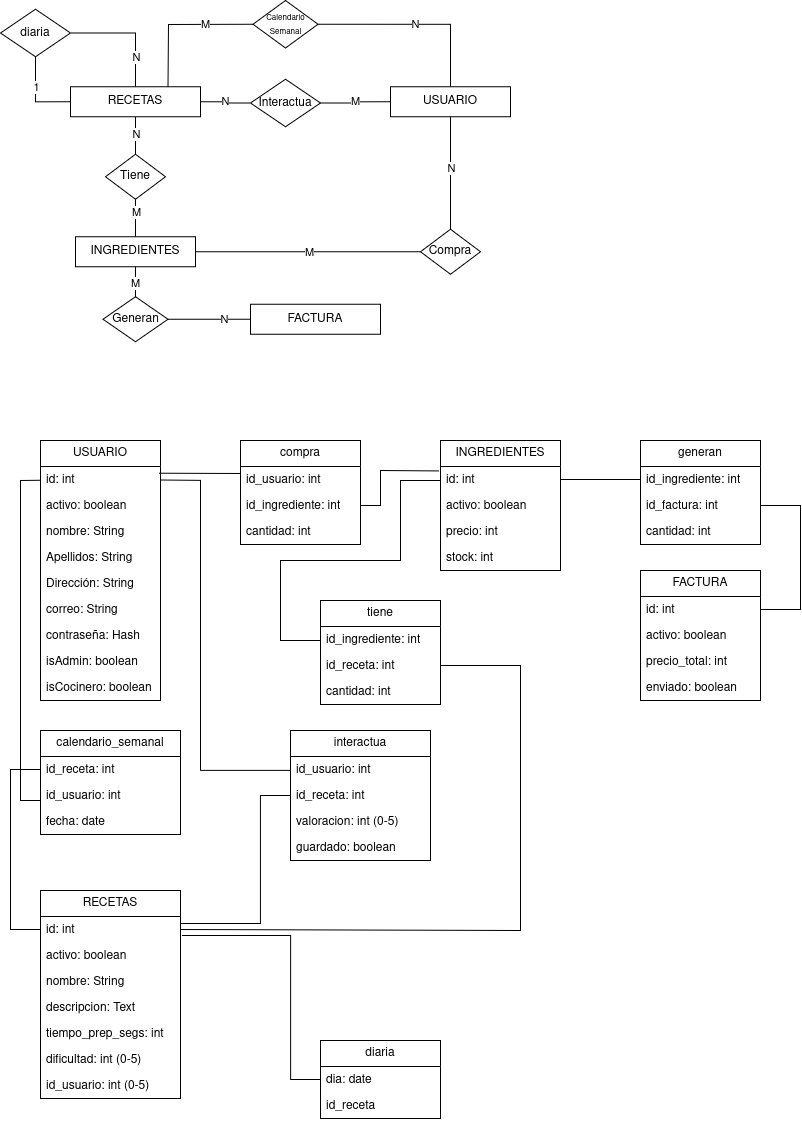 diaria
M
Calendario
Semanal
N
N
1
RECETAS
N
Interactua
M
USUARIO
N
N
Tiene
M
INGREDIENTES
M
Compra
M
Generan
N
FACTURA
USUARIO
id: int
activo: boolean
nombre: String
Apellidos: String
Dirección: String
correo: String
contraseña: Hash
isAdmin: boolean
isCocinero: boolean
compra
id_usuario: int
id_ingrediente: int
cantidad: int
INGREDIENTES
id: int
activo: boolean
precio: int
stock: int
generan
id_ingrediente: int
id_factura: int
cantidad: int
FACTURA
id: int
activo: boolean
precio_total: int
enviado: boolean
tiene
id_ingrediente: int
id_receta: int
cantidad: int
calendario_semanal
id_receta: int
id_usuario: int
fecha: date
interactua
id_usuario: int
id_receta: int
valoracion: int (0-5)
guardado: boolean
RECETAS
id: int
activo: boolean
nombre: String
descripcion: Text
tiempo_prep_segs: int
dificultad: int (0-5)
id_usuario: int (0-5)
diaria
dia: date
id_receta